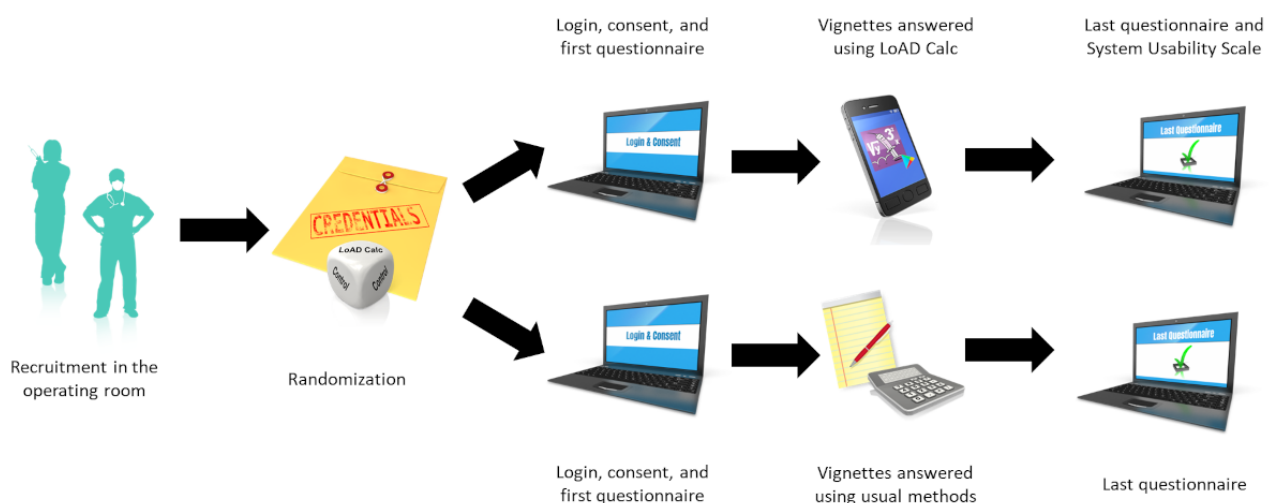 Login, consent, and
first questionnaire
Vignettes answered
using LoAD Calc
Last questionnaire and
System Usability Scale
Login & Consent
Vy 3
Last Questionnaire
CREDENTIALS
LoAD Calc
Control
Control
Recruitment in the
operating room
Randomization
Login & Consent
Last Questionnaire
Login, consent, and
first questionnaire
Vignettes answered
using usual methods
Last questionnaire